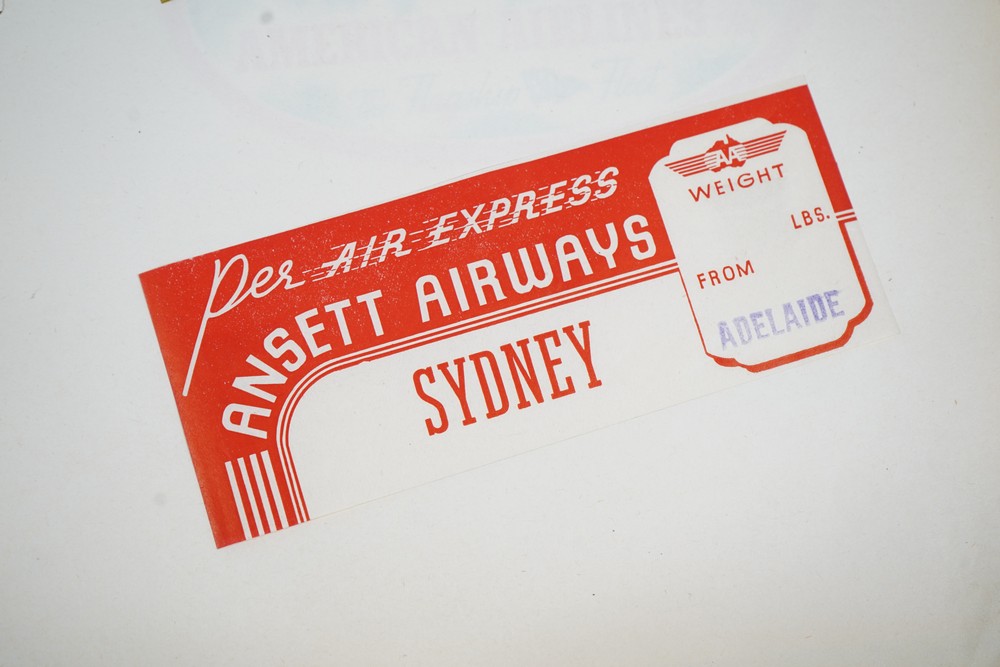 Per AIR EXPRESS
ANSETT AIRWAYS
SYDNEY
AA
WEIGHT
LBS.
FROM
ADELAIDE